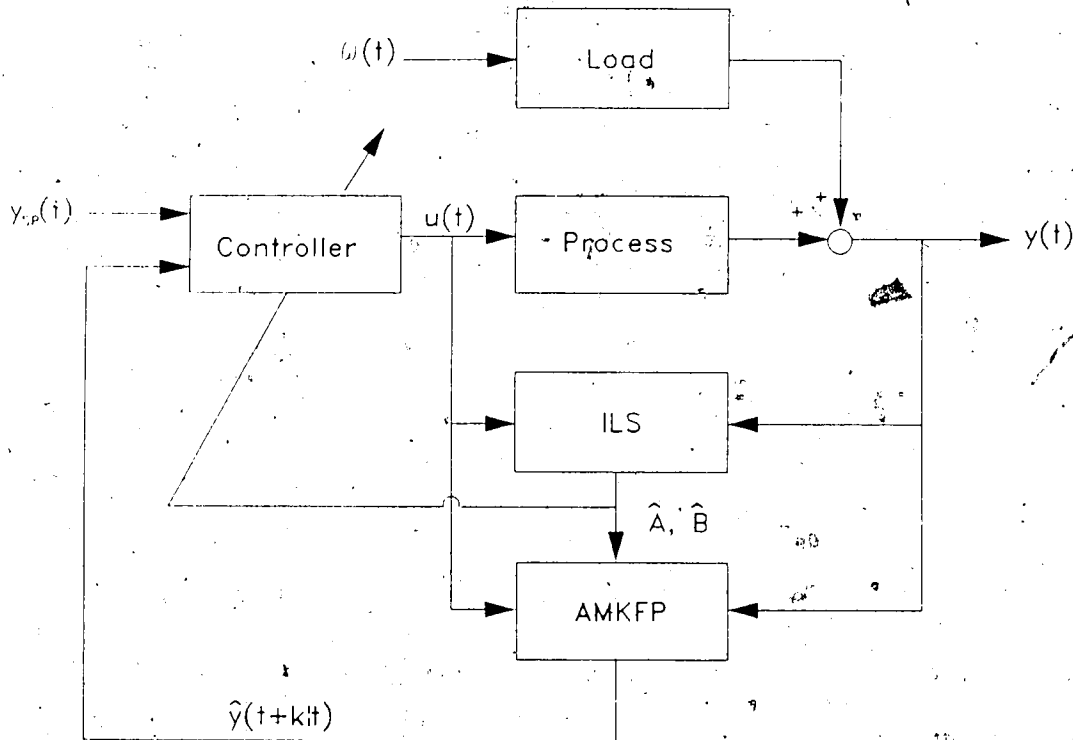 ω(t)
Load
y_SP(t)
Controller
u(t)
+
+
Process
y(t)
ILS
Â, B̂
AMKFP
ŷ(t+k|t)